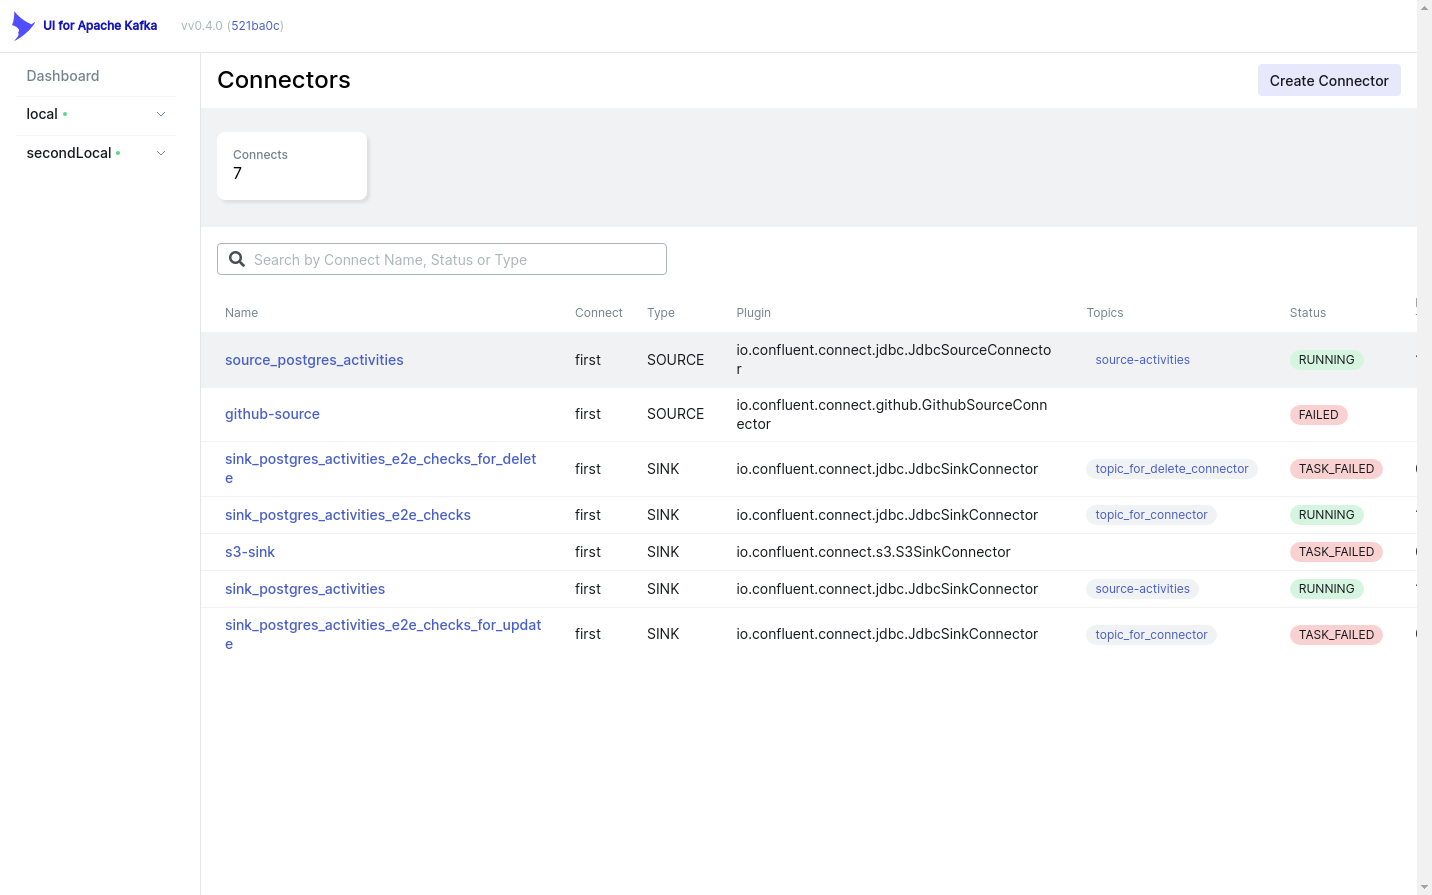 UI for Apache Kafka vv0.4.0 (521ba0c)
Dashboard
local
secondLocal
Connectors
Create Connector
Connects
7
Search by Connect Name, Status or Type
Name Connect Type Plugin Topics Status
source_postgres_activities first SOURCE io.confluent.connect.jdbc.JdbcSourceConnecto
r source-activities RUNNING
github-source first SOURCE io.confluent.connect.github.GithubSourceConn
ector FAILED
sink_postgres_activities_e2e_checks_for_delet
e first SINK io.confluent.connect.jdbc.JdbcSinkConnector topic_for_delete_connector TASK_FAILED
sink_postgres_activities_e2e_checks first SINK io.confluent.connect.jdbc.JdbcSinkConnector topic_for_connector RUNNING
s3-sink first SINK io.confluent.connect.s3.S3SinkConnector TASK_FAILED
sink_postgres_activities first SINK io.confluent.connect.jdbc.JdbcSinkConnector source-activities RUNNING
sink_postgres_activities_e2e_checks_for_updat
e first SINK io.confluent.connect.jdbc.JdbcSinkConnector topic_for_connector TASK_FAILED